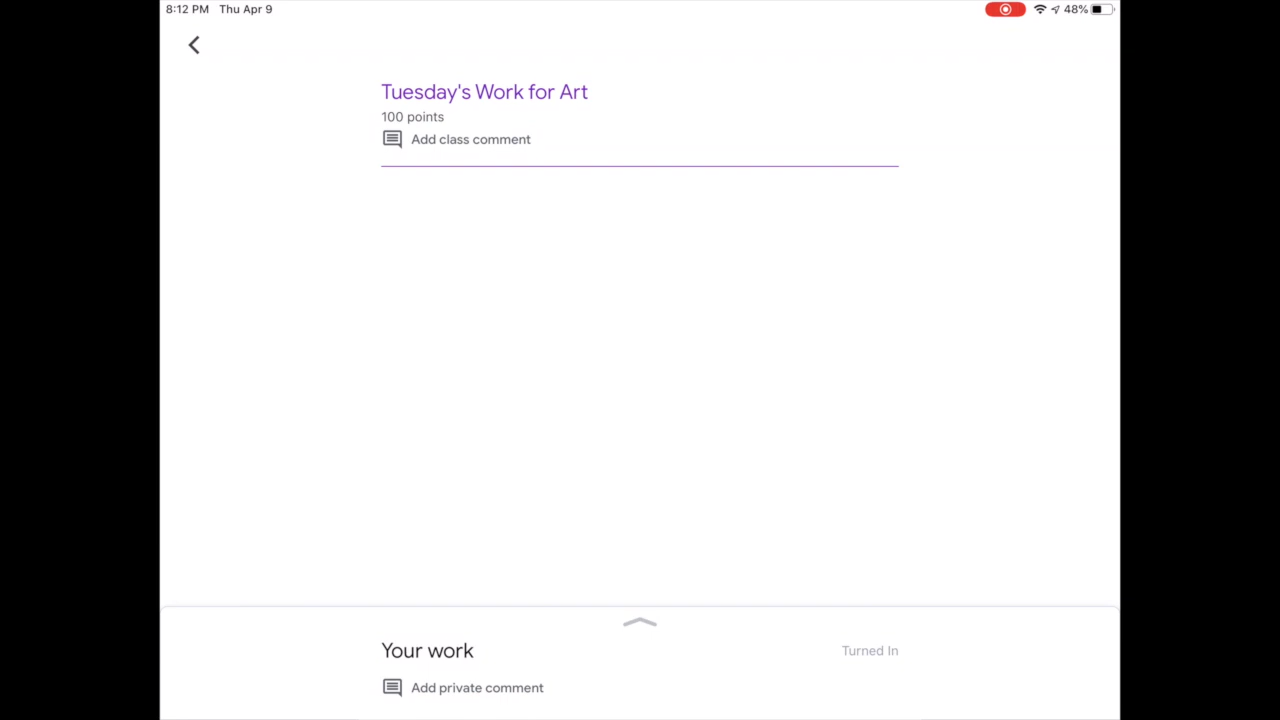 8:12 PM Thu Apr 9 48%
Tuesday's Work for Art
100 points
Add class comment
Your work Turned In
Add private comment